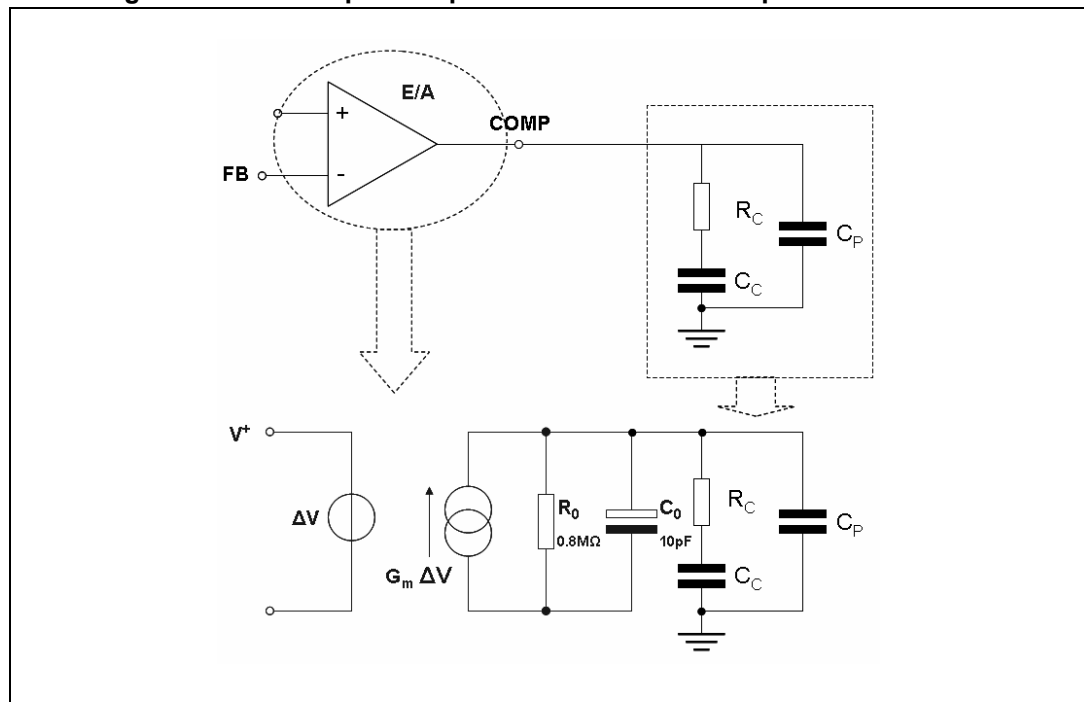 E/A
+
COMP
FB
-
R_C
C_P
C_C
V+
ΔV
G_m ΔV
R_0
0.8MΩ
C_0
10pF
R_C
C_C
C_P